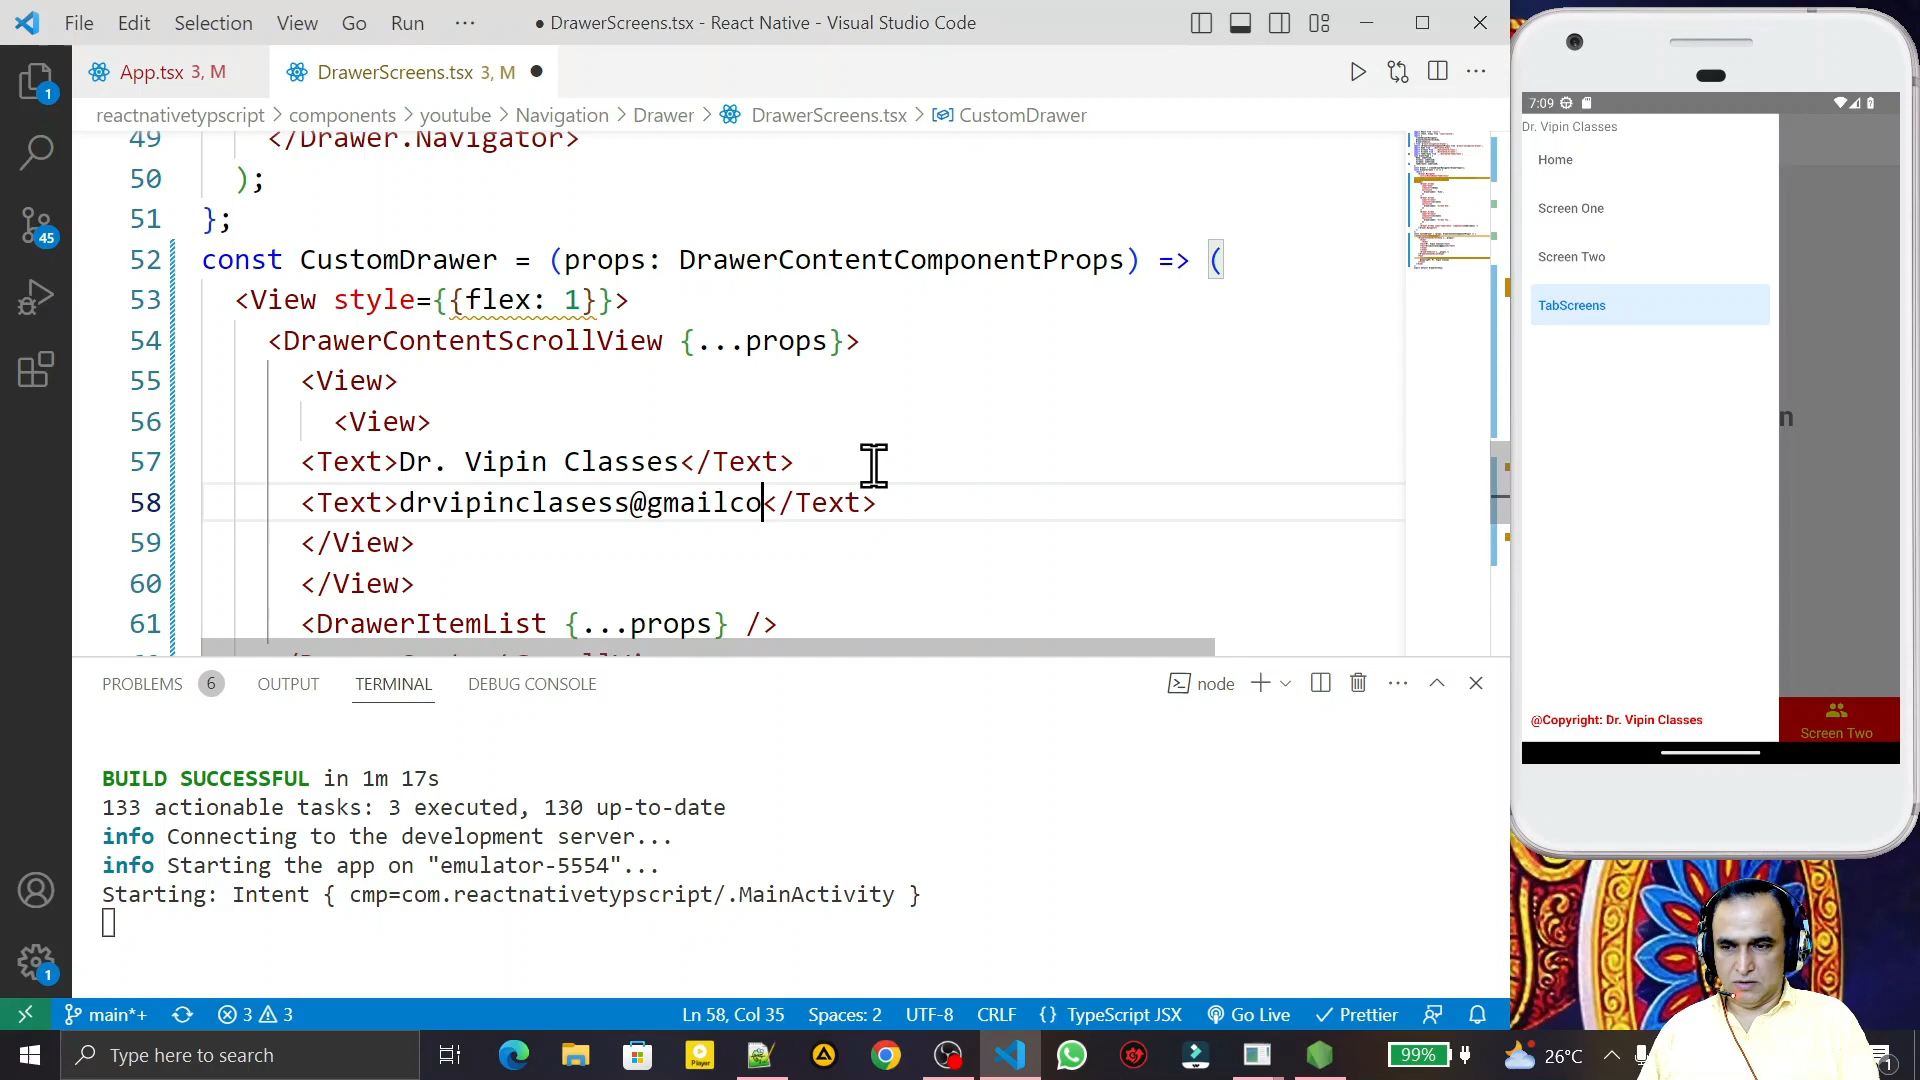 File Edit Selection View Go Run ··· ● DrawerScreens.tsx - React Native - Visual Studio Code
App.tsx 3, M DrawerScreens.tsx 3, M
reactnativetypscript > components > youtube > Navigation > Drawer > DrawerScreens.tsx > CustomDrawer
49 </Drawer.Navigator>
50 );
51 };
52 const CustomDrawer = (props: DrawerContentComponentProps) => (
53 <View style={{flex: 1}}>
54 <DrawerContentScrollView {...props}>
55 <View>
56 <View>
57 <Text>Dr. Vipin Classes</Text>
58 <Text>drvipinclasess@gmailco</Text>
59 </View>
60 </View>
61 <DrawerItemList {...props} />
PROBLEMS 6 OUTPUT TERMINAL DEBUG CONSOLE node
BUILD SUCCESSFUL in 1m 17s
133 actionable tasks: 3 executed, 130 up-to-date
info Connecting to the development server...
info Starting the app on "emulator-5554"...
Starting: Intent { cmp=com.reactnativetypscript/.MainActivity }
1
45
1
main*+ 3 3 Ln 58, Col 35 Spaces: 2 UTF-8 CRLF {} TypeScript JSX Go Live Prettier
Type here to search
Player
99% 26°C
1
7:09
Dr. Vipin Classes
Home
Screen One
Screen Two
TabScreens
n
@Copyright: Dr. Vipin Classes
Screen Two